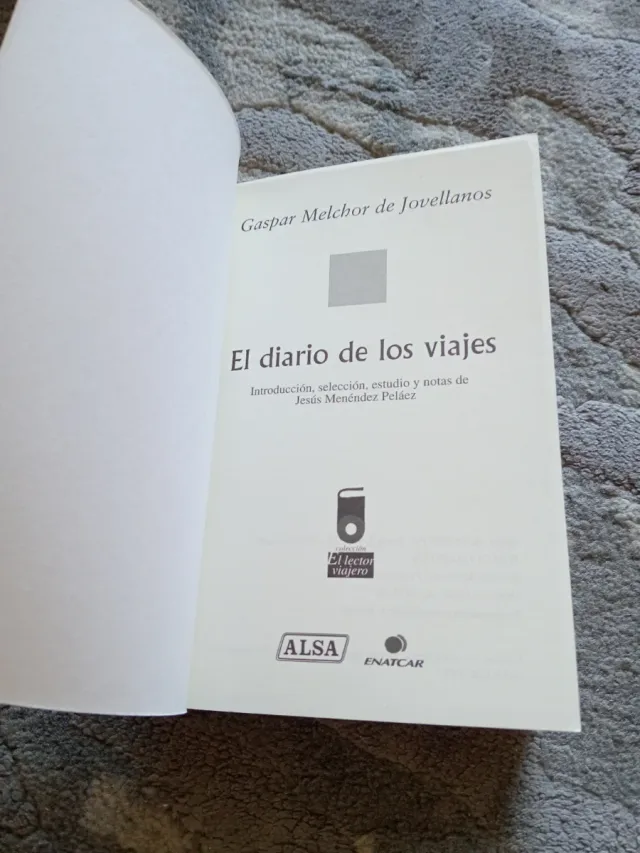 Gaspar Melchor de Jovellanos
El diario de los viajes
Introducción, selección, estudio y notas de
Jesús Menéndez Peláez
colección
El lector
viajero
ALSA
ENATCAR